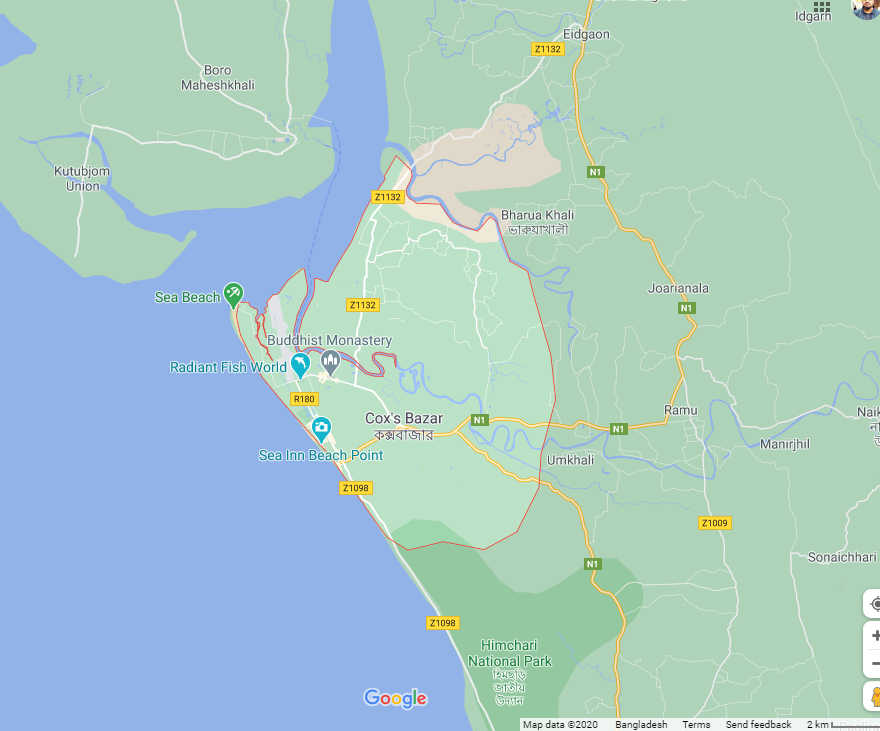 Idgarh
Eidgaon
Z1132
Boro
Maheshkhali
Kutubjom
Union
N1
Z1132
Bharua Khali
ভারুয়াখালী
Sea Beach
Joarianala
Z1132
N1
Buddhist Monastery
Radiant Fish World
R180
Cox's Bazar
কক্সবাজার
N1
Ramu
N1
Manirjhil
Sea Inn Beach Point
Umkhali
Z1098
Z1009
Sonaichhari
N1
Z1098
Himchari
National Park
হিমছড়ি
জাতীয়
উদ্যান
Google
Map data ©2020 Bangladesh Terms Send feedback 2 km